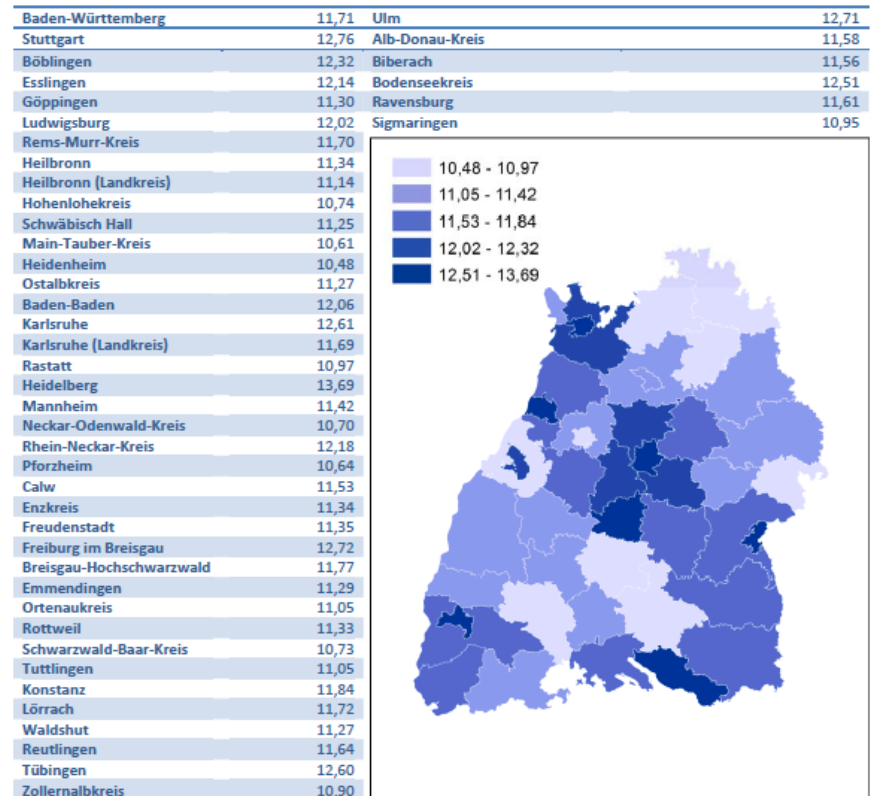 Baden-Württemberg 11,71
Stuttgart 12,76
Böblingen 12,32
Esslingen 12,14
Göppingen 11,30
Ludwigsburg 12,02
Rems-Murr-Kreis 11,70
Heilbronn 11,34
Heilbronn (Landkreis) 11,14
Hohenlohekreis 10,74
Schwäbisch Hall 11,25
Main-Tauber-Kreis 10,61
Heidenheim 10,48
Ostalbkreis 11,27
Baden-Baden 12,06
Karlsruhe 12,61
Karlsruhe (Landkreis) 11,69
Rastatt 10,97
Heidelberg 13,69
Mannheim 11,42
Neckar-Odenwald-Kreis 10,70
Rhein-Neckar-Kreis 12,18
Pforzheim 10,64
Calw 11,53
Enzkreis 11,34
Freudenstadt 11,35
Freiburg im Breisgau 12,72
Breisgau-Hochschwarzwald 11,77
Emmendingen 11,29
Ortenaukreis 11,05
Rottweil 11,33
Schwarzwald-Baar-Kreis 10,73
Tuttlingen 11,05
Konstanz 11,84
Lörrach 11,72
Waldshut 11,27
Reutlingen 11,64
Tübingen 12,60
Zollernalbkreis 10,90
Ulm 12,71
Alb-Donau-Kreis 11,58
Biberach 11,56
Bodenseekreis 12,51
Ravensburg 11,61
Sigmaringen 10,95
10,48 - 10,97
11,05 - 11,42
11,53 - 11,84
12,02 - 12,32
12,51 - 13,69